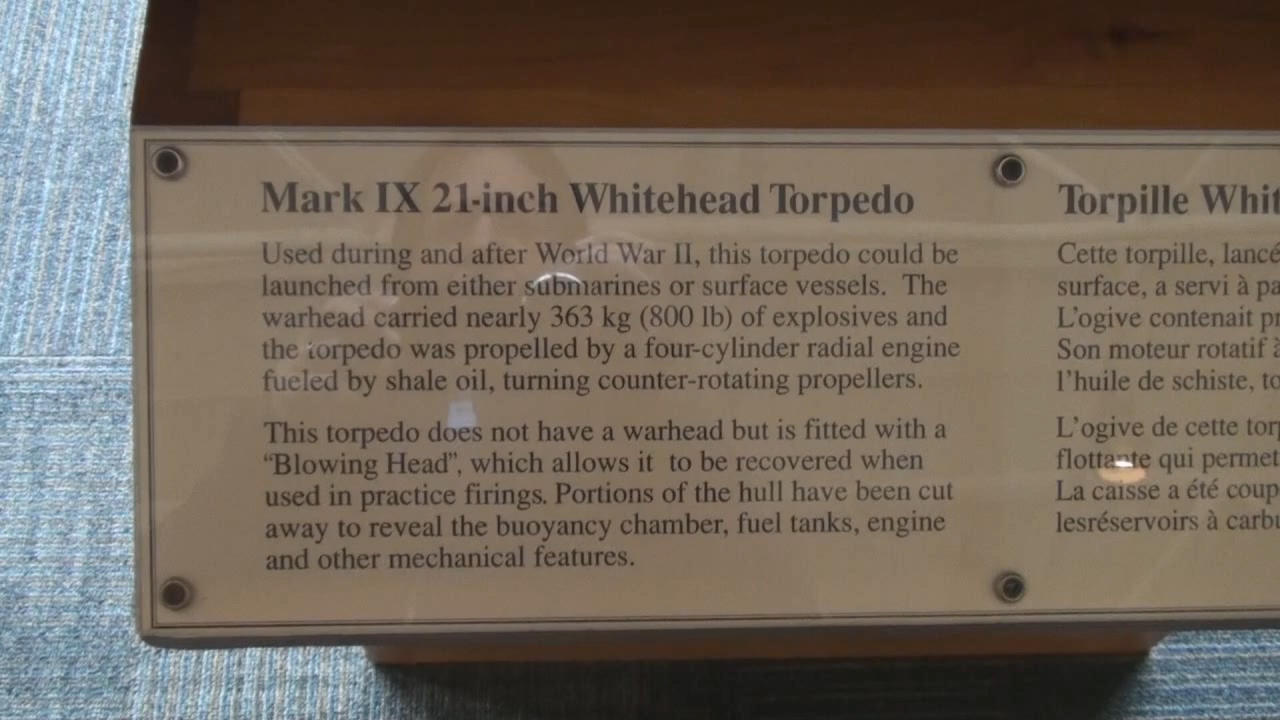 Mark IX 21-inch Whitehead Torpedo
Used during and after World War II, this torpedo could be
launched from either submarines or surface vessels. The
warhead carried nearly 363 kg (800 lb) of explosives and
the torpedo was propelled by a four-cylinder radial engine
fueled by shale oil, turning counter-rotating propellers.
This torpedo does not have a warhead but is fitted with a
“Blowing Head”, which allows it to be recovered when
used in practice firings. Portions of the hull have been cut
away to reveal the buoyancy chamber, fuel tanks, engine
and other mechanical features.
Torpille
Cette torpille,
surface, a servi à
L’ogive contenait
Son moteur rotatif
l’huile de schiste,
L’ogive de cette
flottante qui permet
La caisse a été
lesréservoirs à